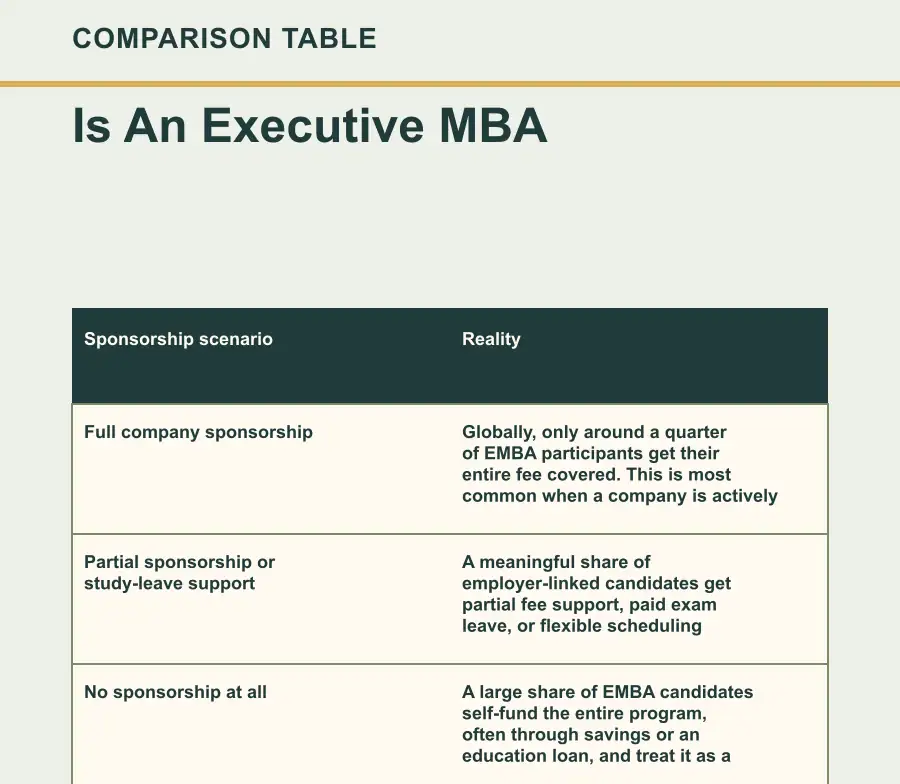 COMPARISON TABLE
Is An Executive MBA
Sponsorship scenario
Reality
Full company sponsorship
Globally, only around a quarter
of EMBA participants get their
entire fee covered. This is most
common when a company is actively
Partial sponsorship or
study-leave support
A meaningful share of
employer-linked candidates get
partial fee support, paid exam
leave, or flexible scheduling
No sponsorship at all
A large share of EMBA candidates
self-fund the entire program,
often through savings or an
education loan, and treat it as a